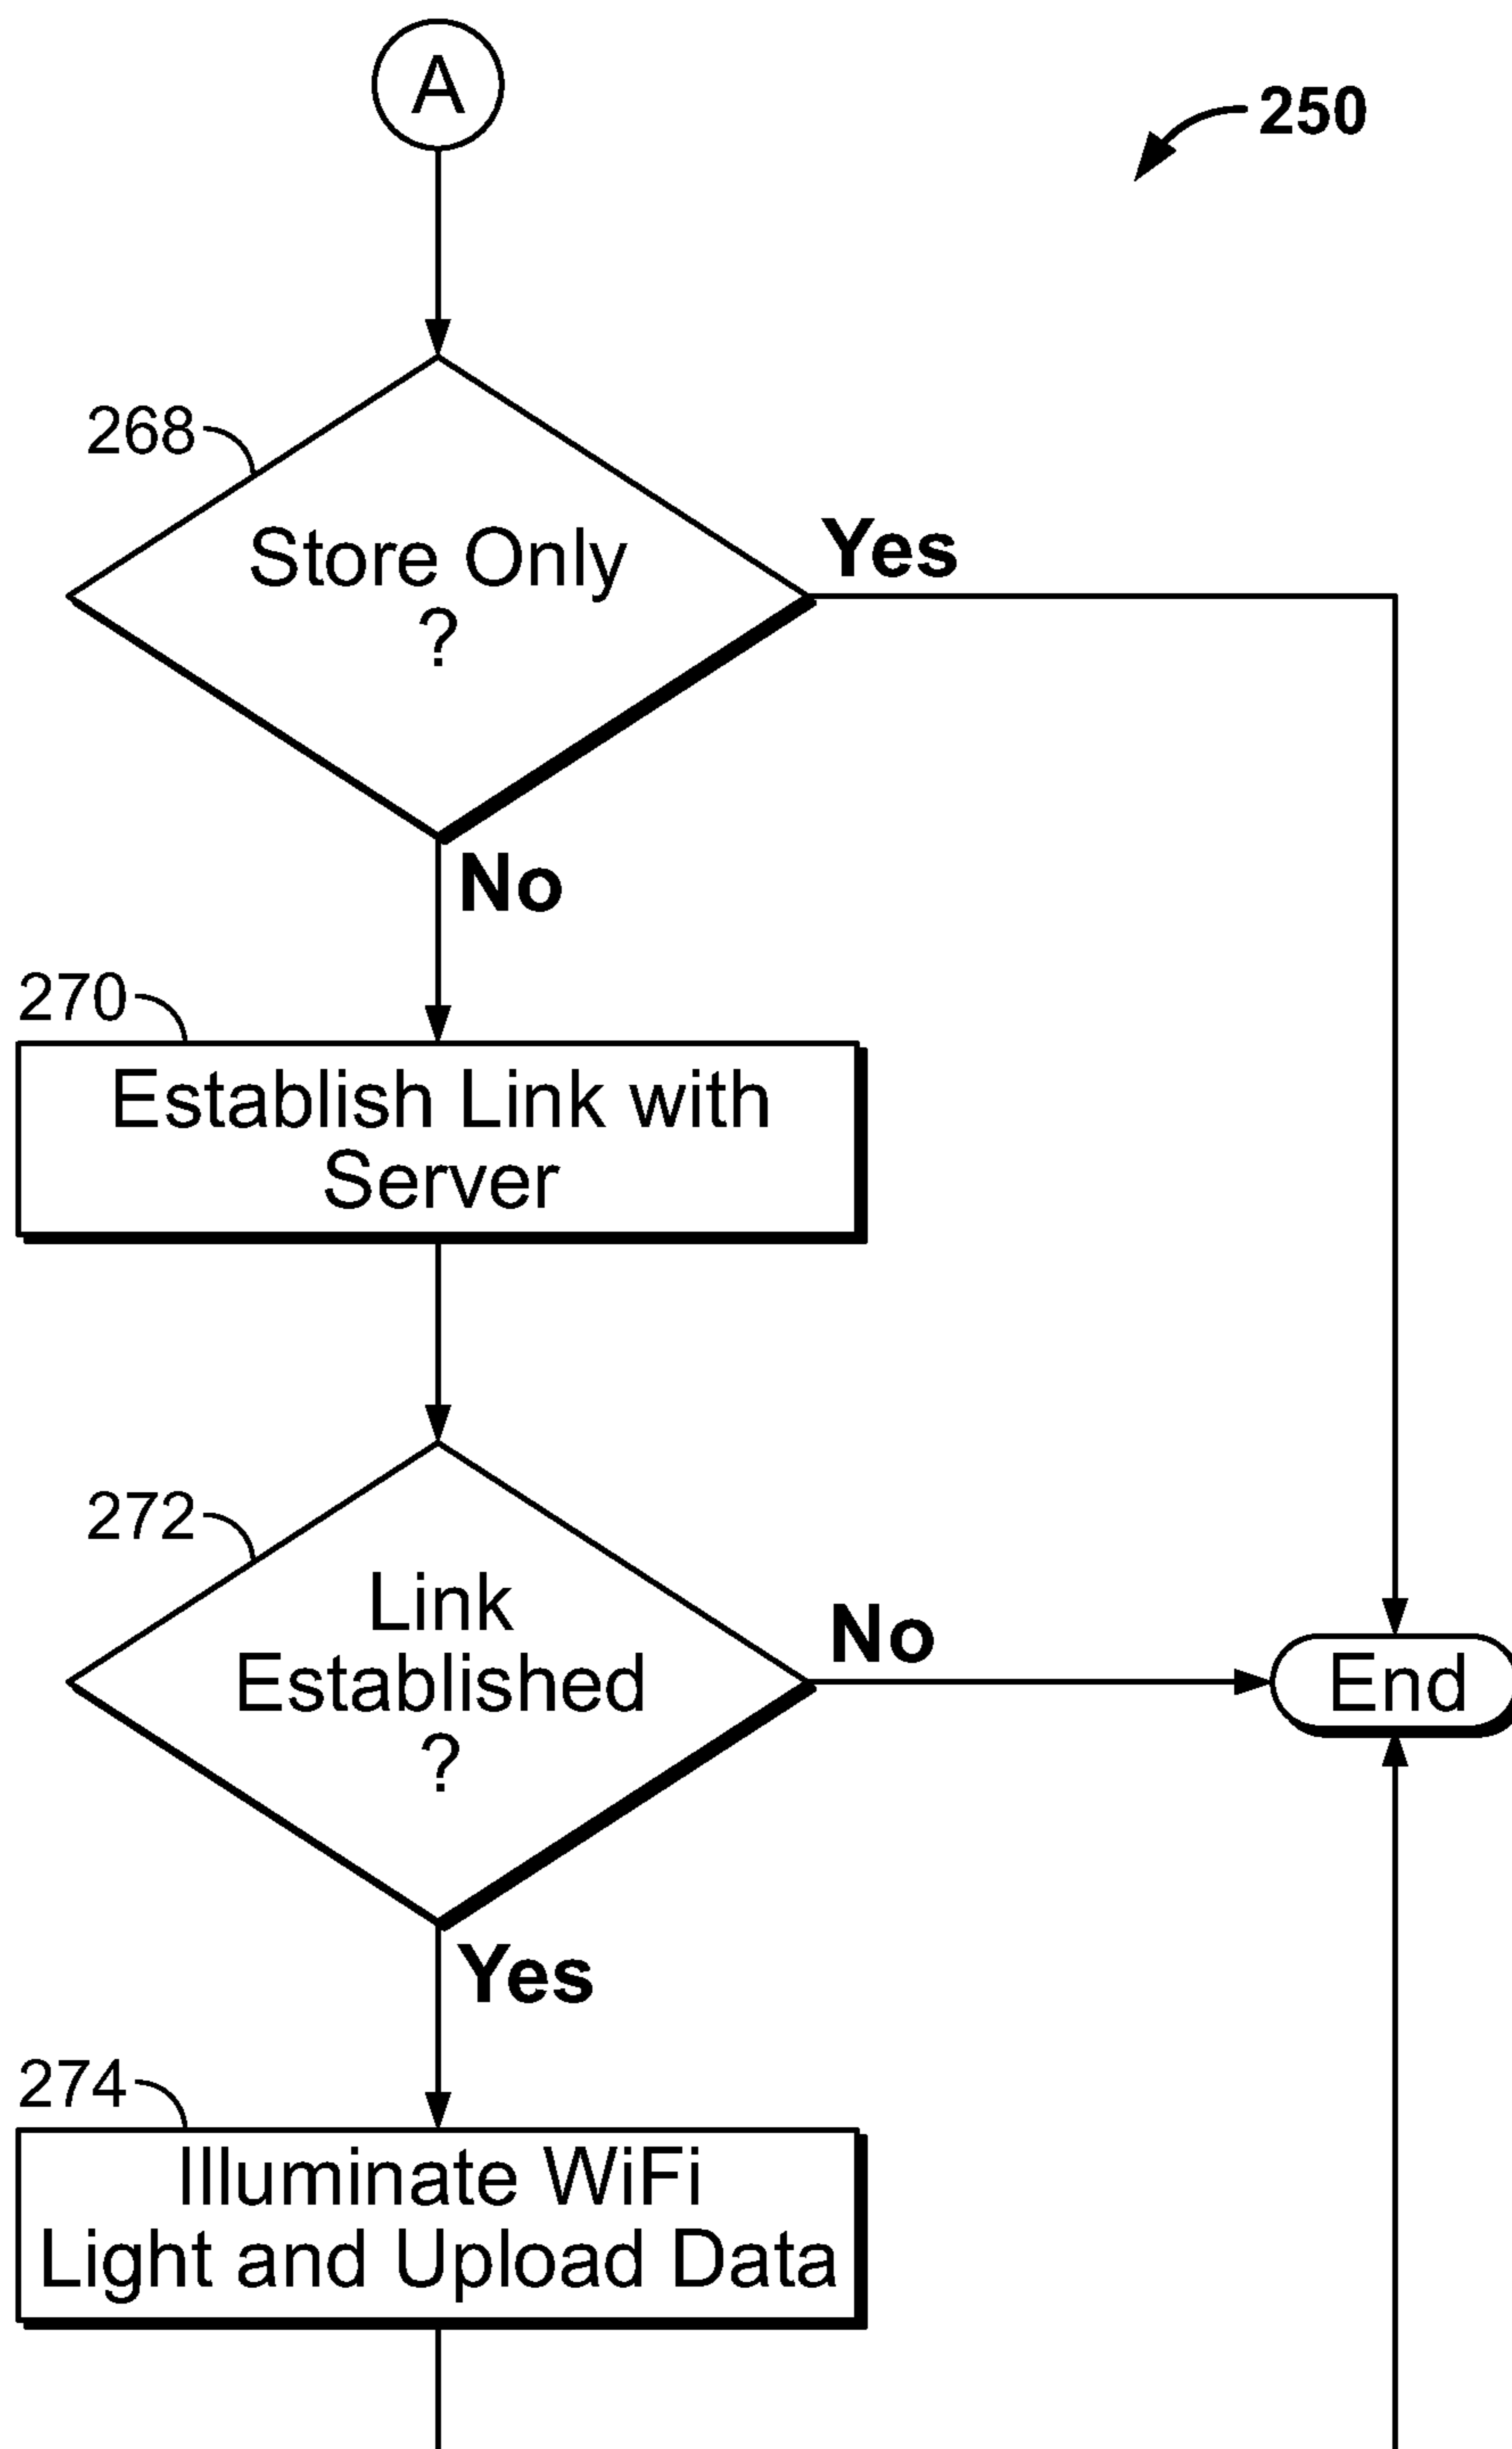 A
250
268
Store Only
?
Yes
No
270
Establish Link with
Server
272
Link
Established
?
No
End
Yes
274
Illuminate WiFi
Light and Upload Data